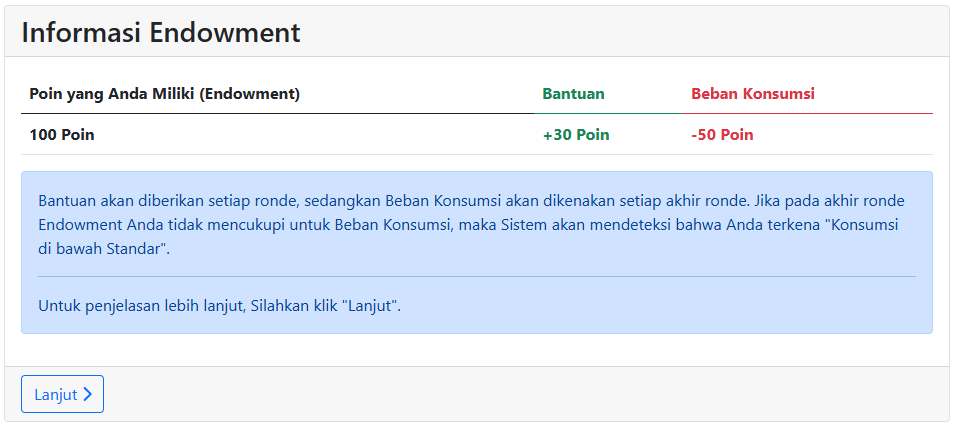 Informasi Endowment
Poin yang Anda Miliki (Endowment) Bantuan Beban Konsumsi
100 Poin +30 Poin -50 Poin
Bantuan akan diberikan setiap ronde, sedangkan Beban Konsumsi akan dikenakan setiap akhir ronde. Jika pada akhir ronde
Endowment Anda tidak mencukupi untuk Beban Konsumsi, maka Sistem akan mendeteksi bahwa Anda terkena "Konsumsi
di bawah Standar".
Untuk penjelasan lebih lanjut, Silahkan klik "Lanjut".
Lanjut